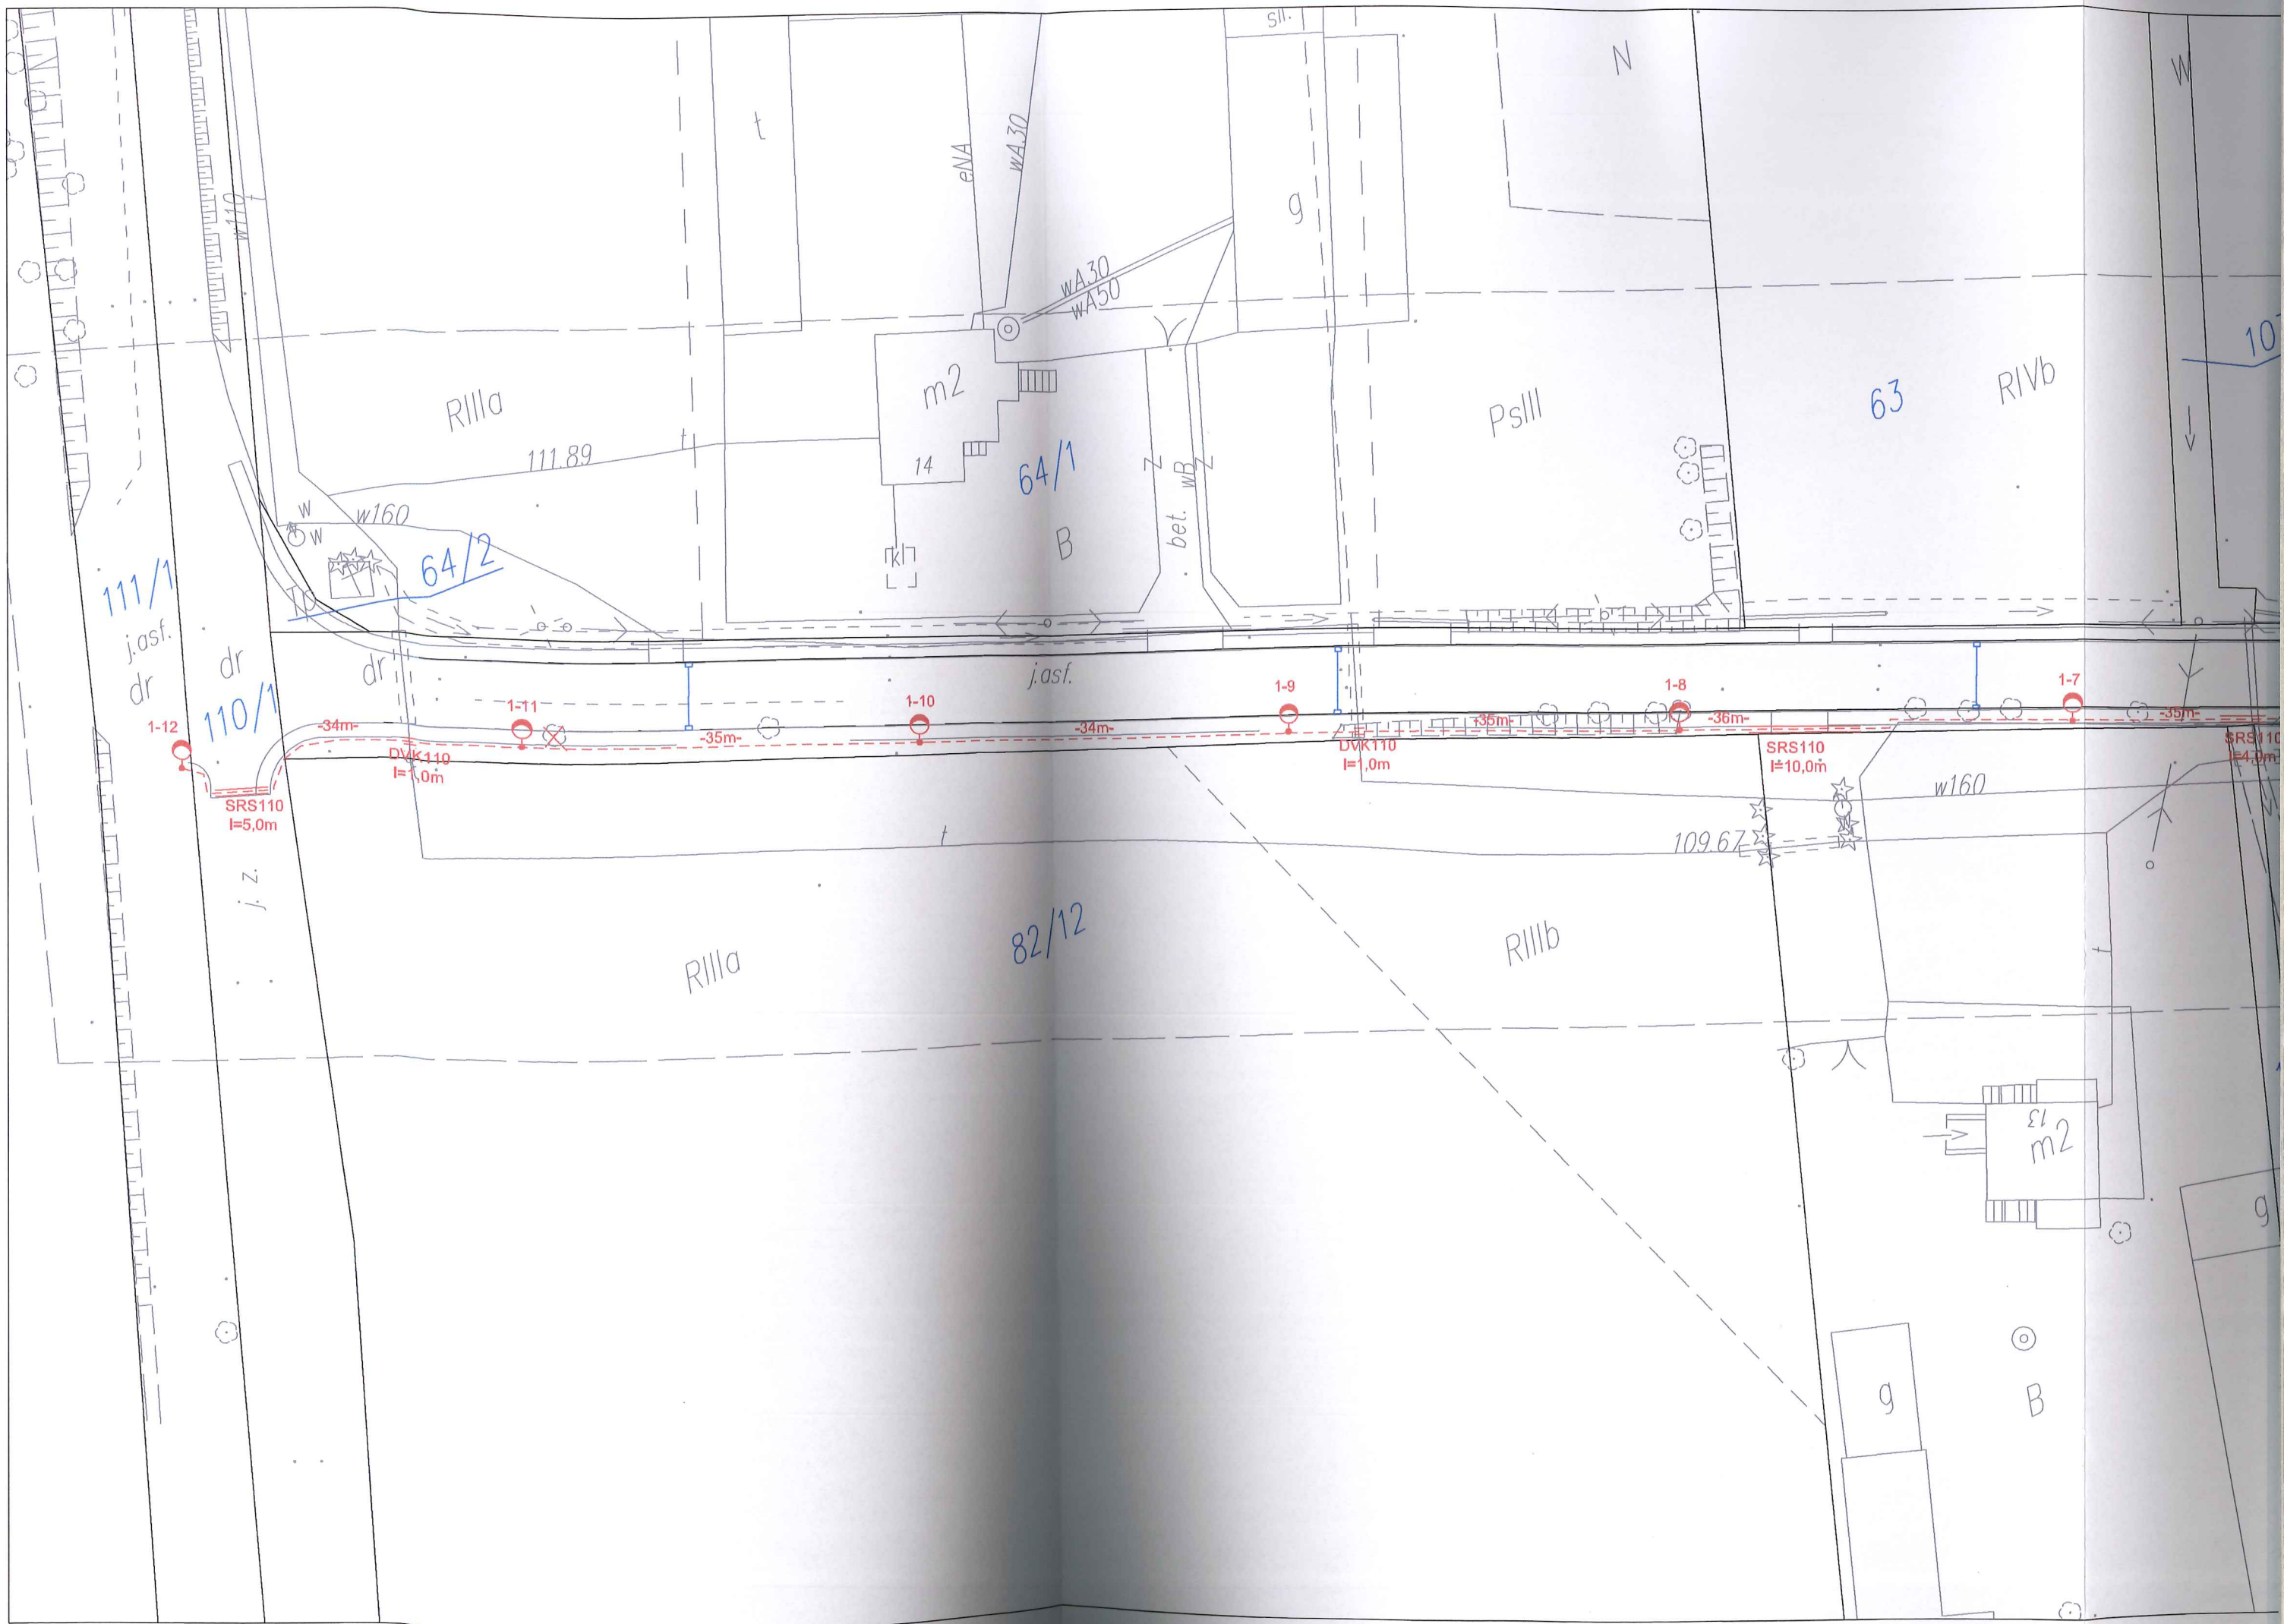 sll.
N
W
t
eNA
wA30
g
w110
t
wA30
wA50
107
RIIIa
m2
PsIII
63
RIVb
111.89
t
14
64/1
Z
wB
Z
bet.
w
w
w160
B
k
64/2
Tp
111/1
j.asf.
dr
dr
dr
110/1
j.asf.
1-12
-34m-
1-11
-35m-
1-10
-34m-
1-9
-35m-
1-8
-36m-
1-7
-35m-
DVK110
l=1,0m
DVK110
l=1,0m
SRS110
l=10,0m
SRS110
l=4,0m
SRS110
l=5,0m
w160
t
109.67
j. z.
82/12
RIIIa
RIIIb
t
13
m2
g
g
B